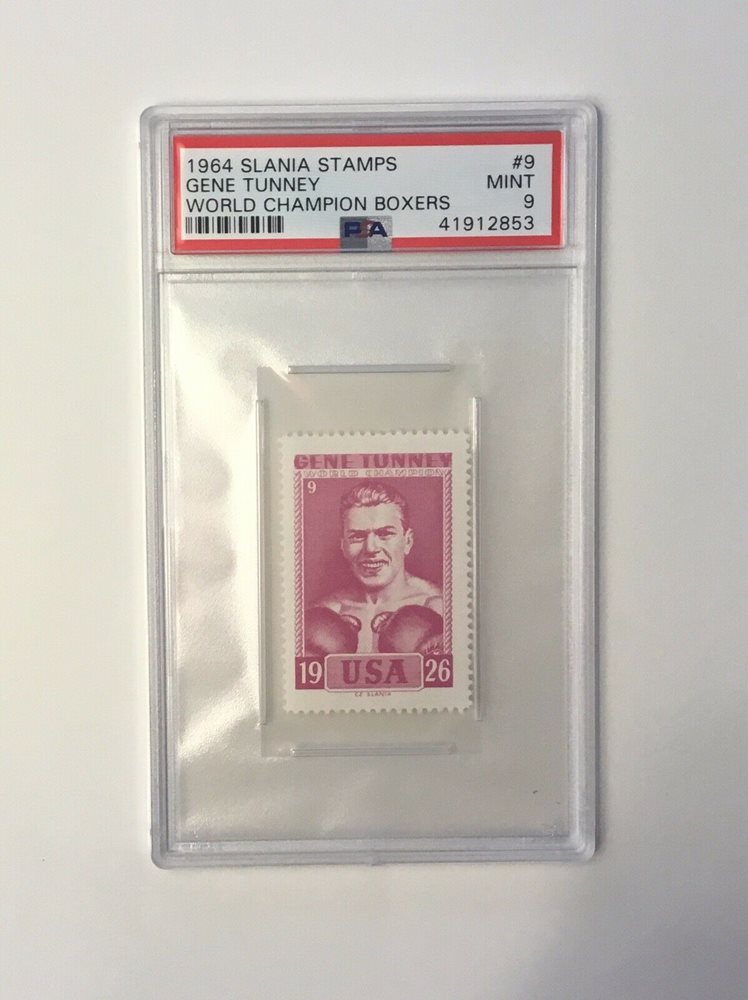 1964 SLANIA STAMPS #9
GENE TUNNEY MINT
WORLD CHAMPION BOXERS 9
PSA 41912853
GENE TUNNEY
WORLD CHAMPION
9
19 USA 26
CZ SLANIA